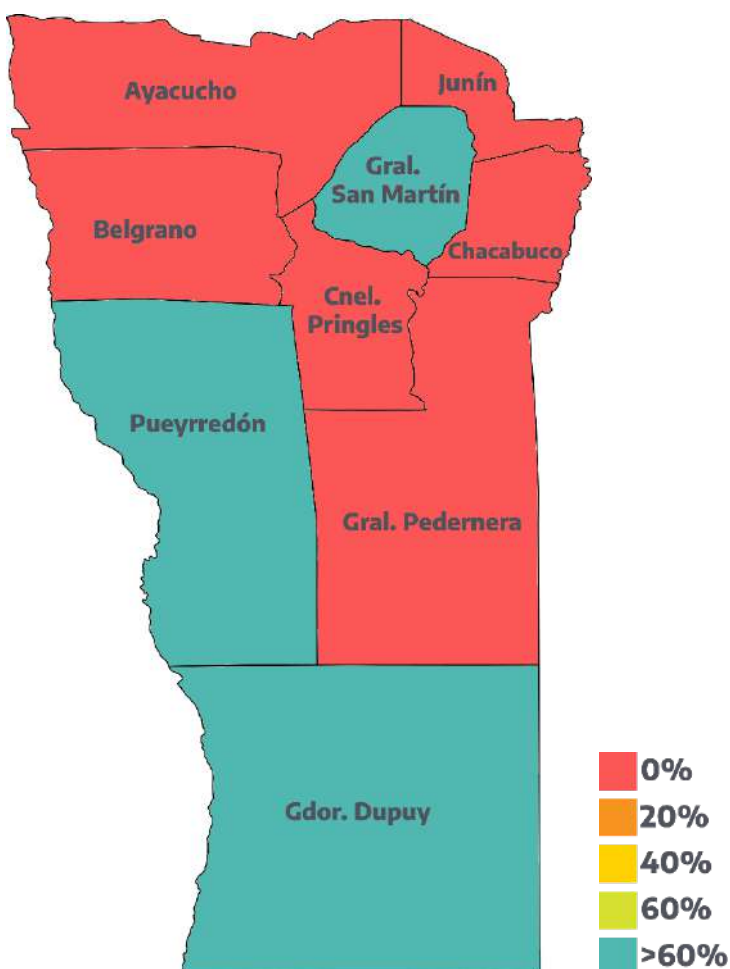 Ayacucho
Junín
Gral.
San Martín
Belgrano
Chacabuco
Cnel.
Pringles
Pueyrredón
Gral. Pedernera
Gdor. Dupuy
0%
20%
40%
60%
>60%